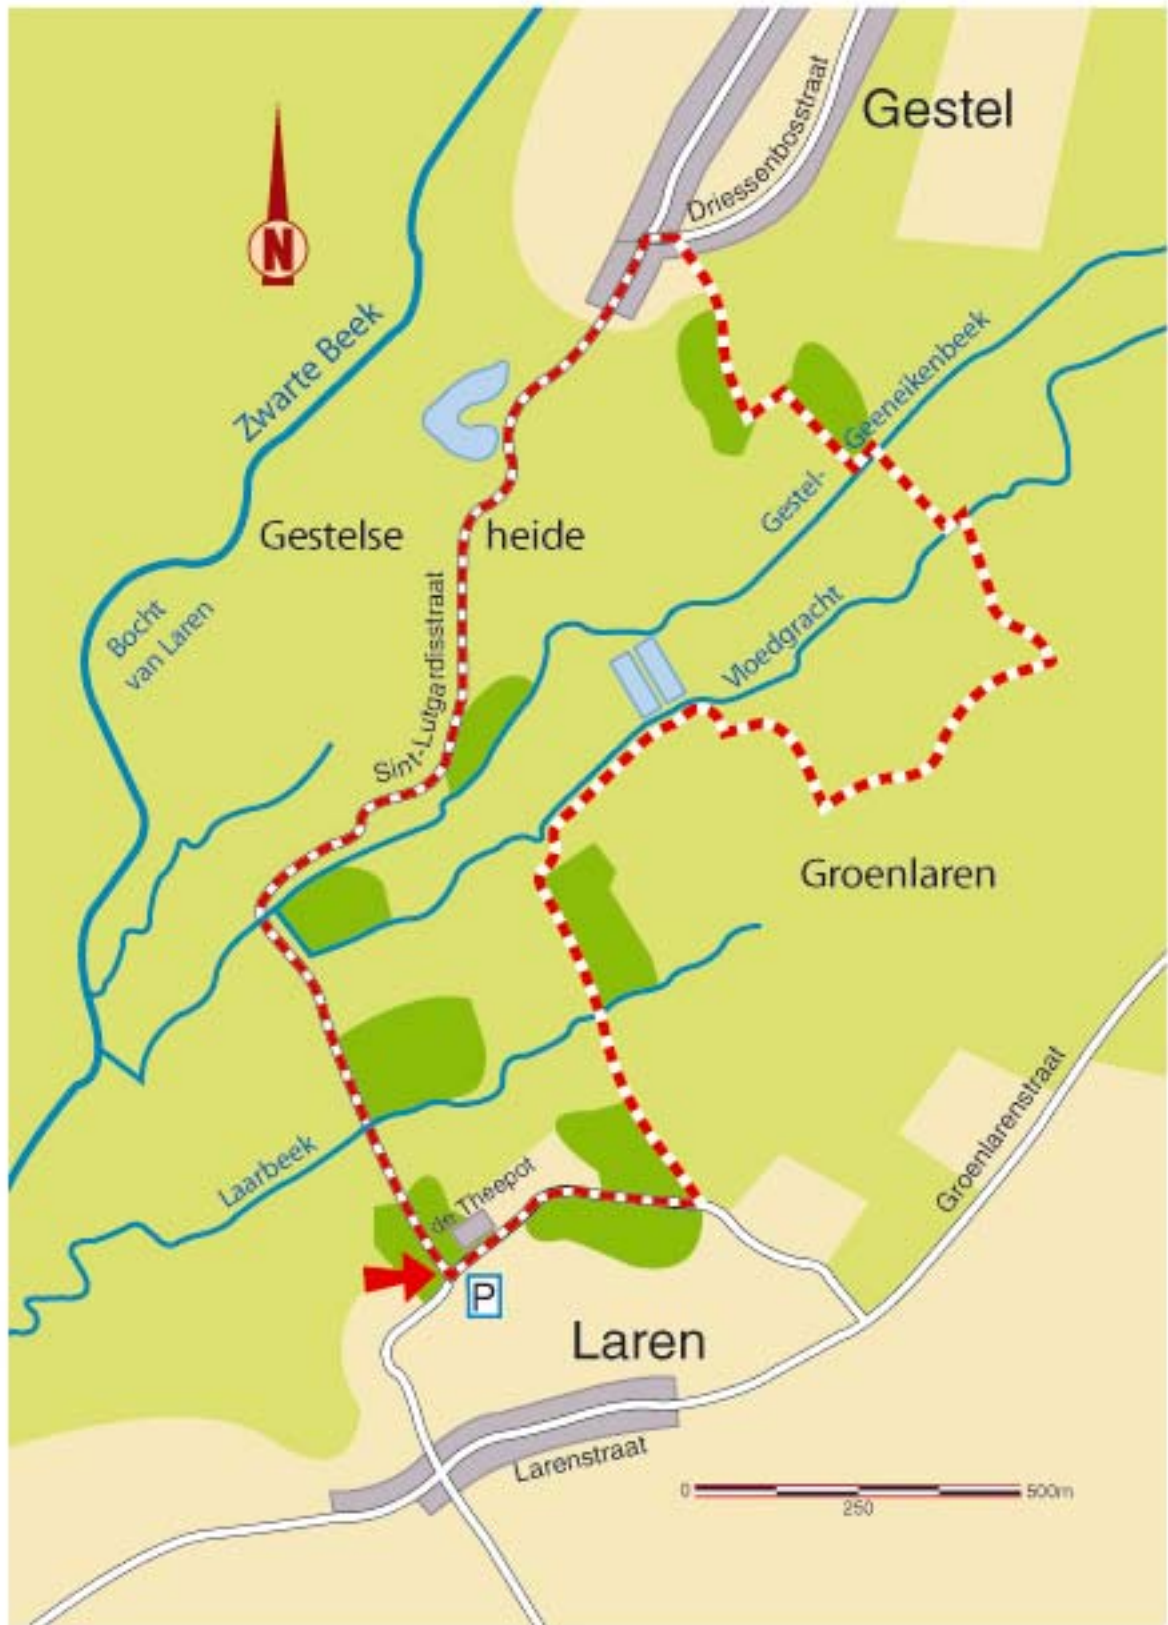 Gestel
Driessenbosstraat
N
Zwarte Beek
Gestel-
Geeneikenbeek
Gestelse heide
Bocht
van Laren
Sint-Lutgardisstraat
Vloedgracht
Groenlaren
Groenlarenstraat
Laarbeek
de Theepot
P
Laren
Larenstraat
0
250
500m